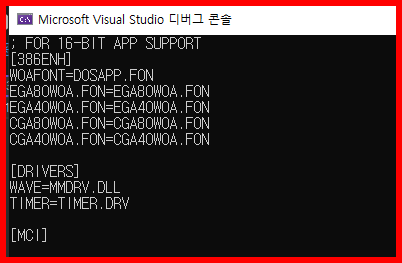 Microsoft Visual Studio 디버그 콘솔
; FOR 16-BIT APP SUPPORT
[386ENH]
WOAFONT=DOSAPP.FON
EGA80WOA.FON=EGA80WOA.FON
EGA40WOA.FON=EGA40WOA.FON
CGA80WOA.FON=CGA80WOA.FON
CGA40WOA.FON=CGA40WOA.FON
[DRIVERS]
WAVE=MMDRV.DLL
TIMER=TIMER.DRV
[MCI]